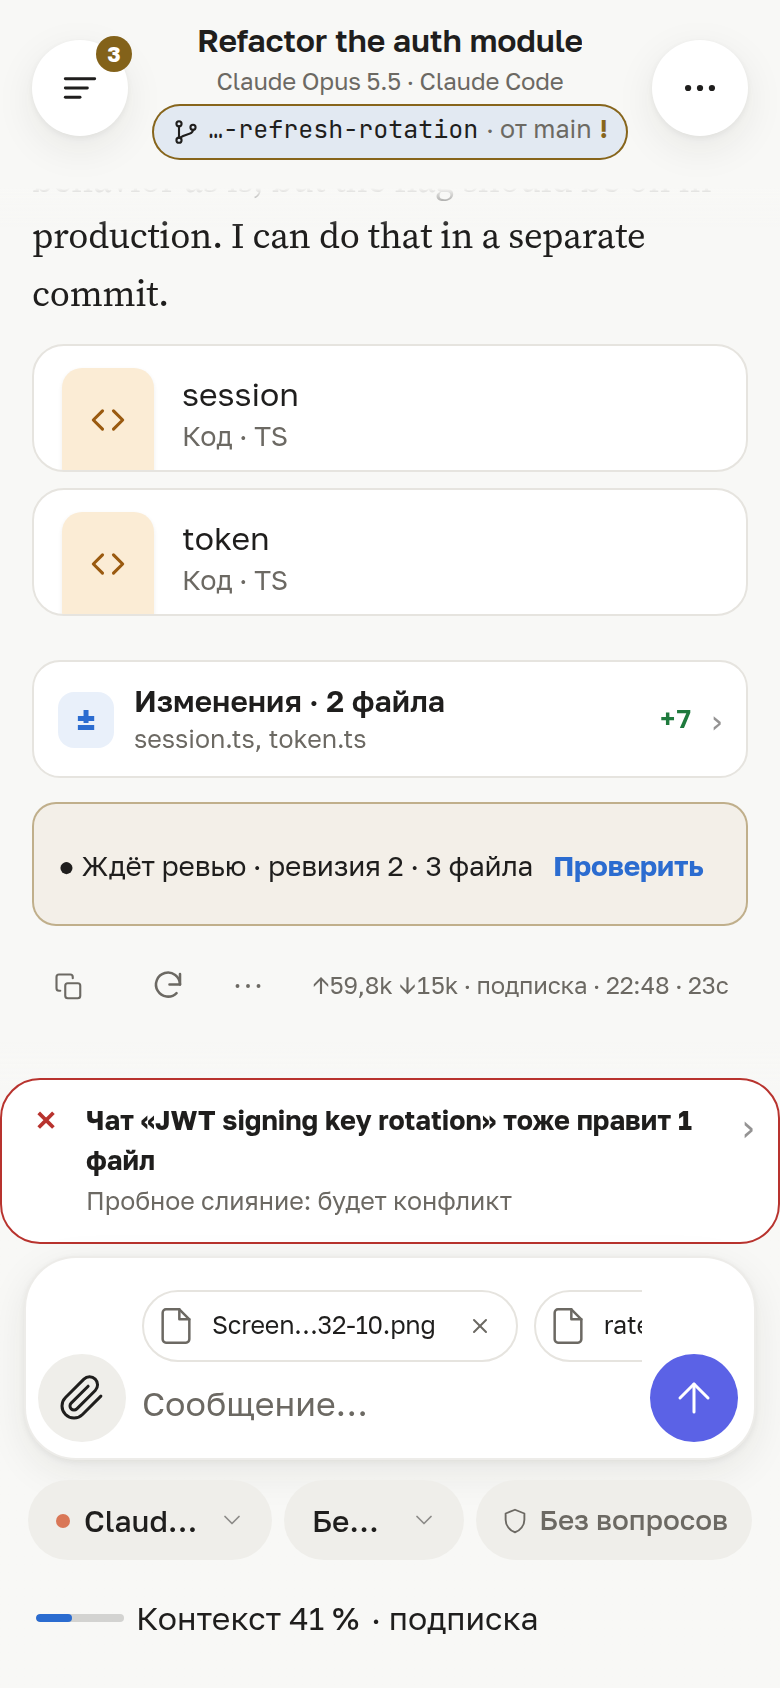 3
Refactor the auth module
Claude Opus 5.5 · Claude Code
…-refresh-rotation · от main !
production. I can do that in a separate
commit.
session
Код · TS
token
Код · TS
Изменения · 2 файла
session.ts, token.ts
+7
● Ждёт ревью · ревизия 2 · 3 файла Проверить
↑59,8k ↓15k · подписка · 22:48 · 23с
Чат «JWT signing key rotation» тоже правит 1
файл
Пробное слияние: будет конфликт
Screen…32-10.png
rate
Сообщение…
Claud…
Бе…
Без вопросов
Контекст 41 % · подписка